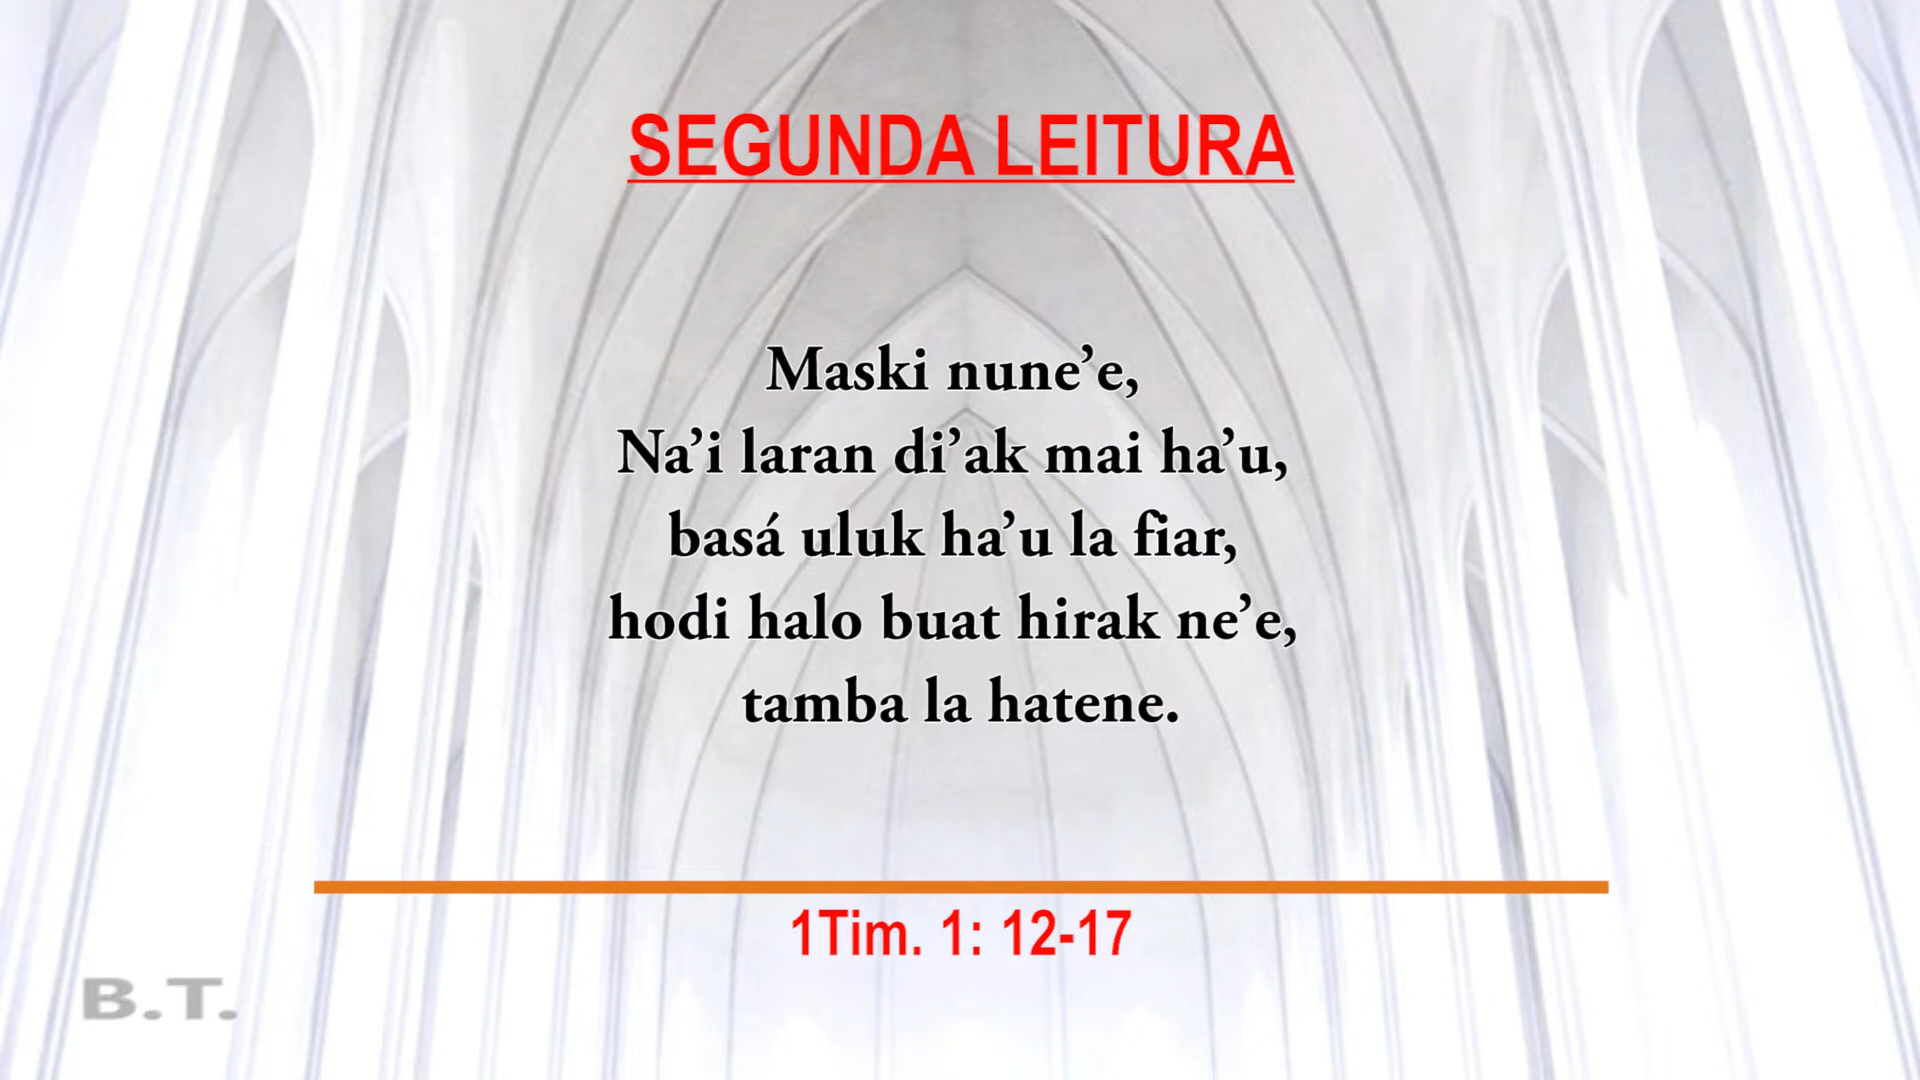 SEGUNDA LEITURA
Maski nune’e,
Na’i laran di’ak mai ha’u,
basá uluk ha’u la fiar,
hodi halo buat hirak ne’e,
tamba la hatene.
1Tim. 1: 12-17
B.T.